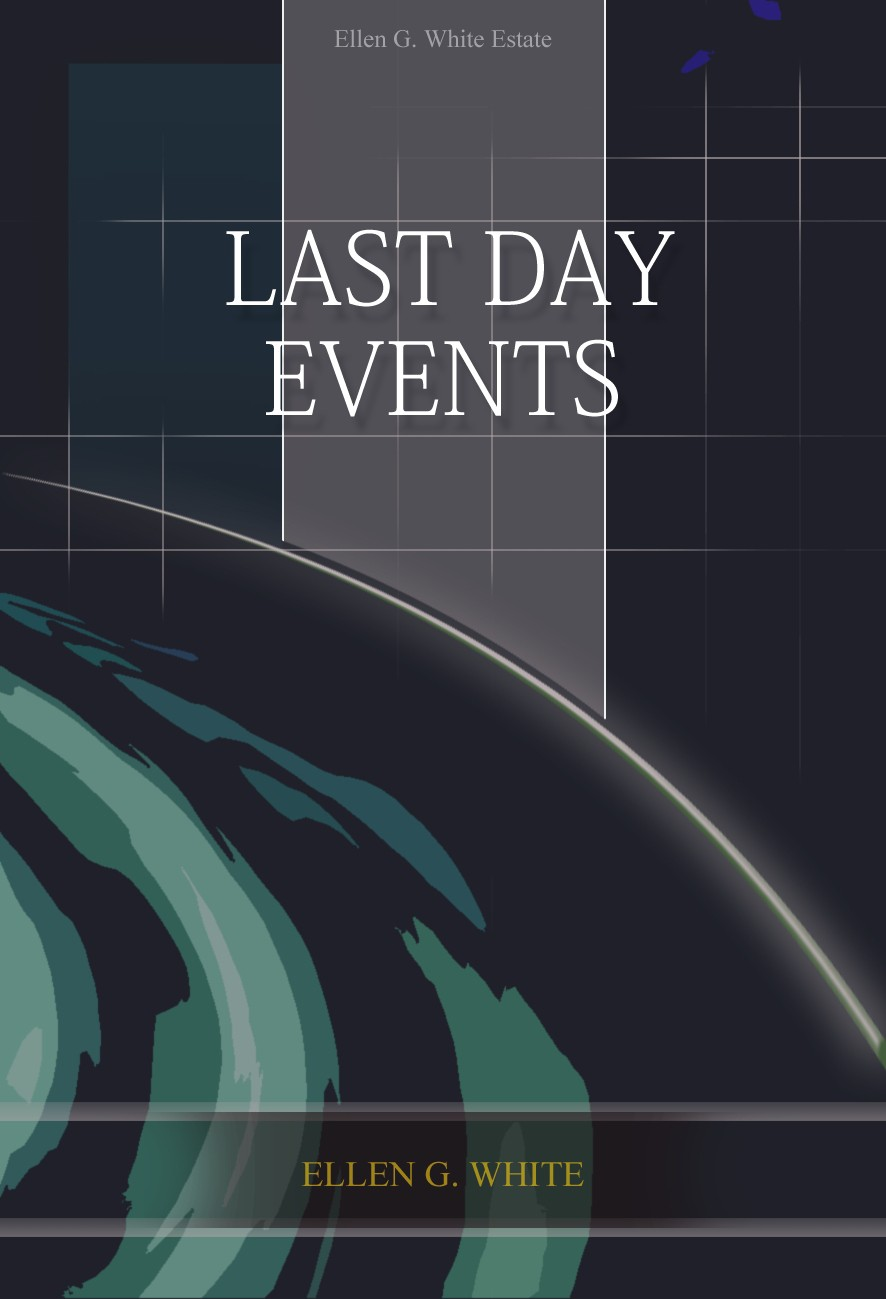 Ellen G. White Estate
LAST DAY
EVENTS
ELLEN G. WHITE